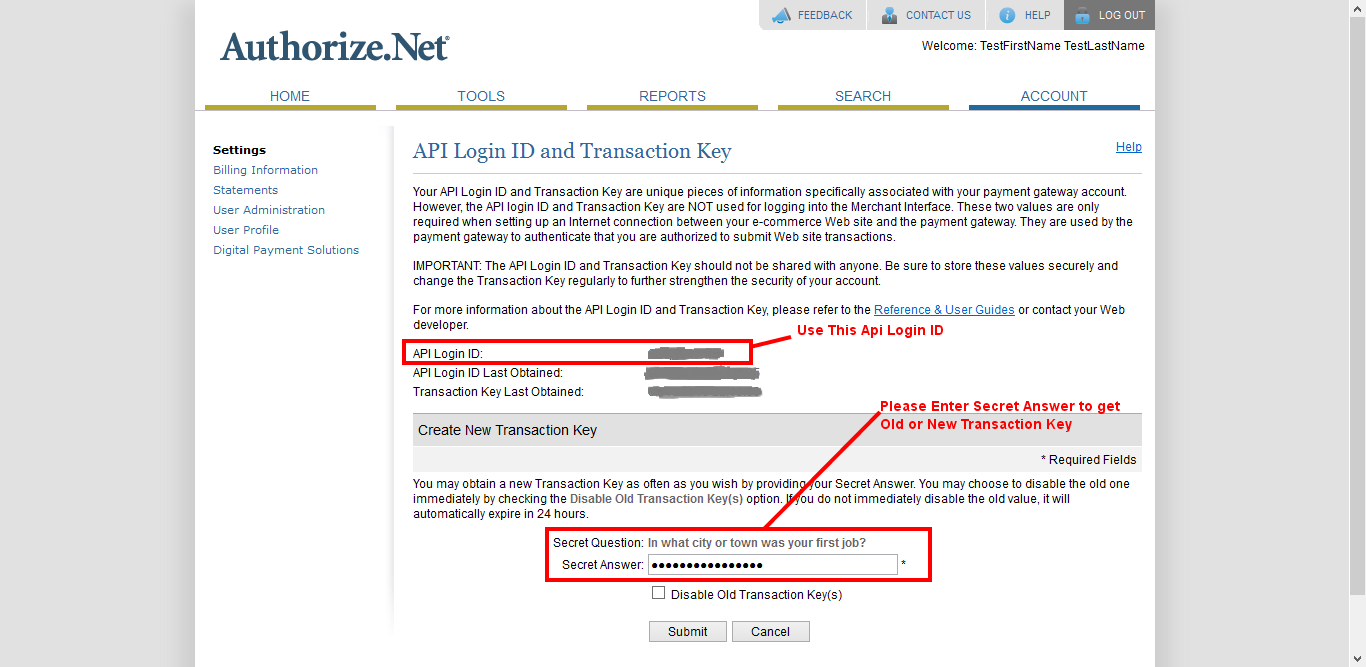 FEEDBACK CONTACT US HELP LOG OUT
Authorize.Net®
Welcome: TestFirstName TestLastName
HOME TOOLS REPORTS SEARCH ACCOUNT
Settings
Billing Information
Statements
User Administration
User Profile
Digital Payment Solutions
API Login ID and Transaction Key
Help
Your API Login ID and Transaction Key are unique pieces of information specifically associated with your payment gateway account.
However, the API login ID and Transaction Key are NOT used for logging into the Merchant Interface. These two values are only
required when setting up an Internet connection between your e-commerce Web site and the payment gateway. They are used by the
payment gateway to authenticate that you are authorized to submit Web site transactions.
IMPORTANT: The API Login ID and Transaction Key should not be shared with anyone. Be sure to store these values securely and
change the Transaction Key regularly to further strengthen the security of your account.
For more information about the API Login ID and Transaction Key, please refer to the Reference & User Guides or contact your Web
developer.
Use This Api Login ID
API Login ID:
API Login ID Last Obtained:
Transaction Key Last Obtained:
Please Enter Secret Answer to get
Old or New Transaction Key
Create New Transaction Key
* Required Fields
You may obtain a new Transaction Key as often as you wish by providing your Secret Answer. You may choose to disable the old one
immediately by checking the Disable Old Transaction Key(s) option. If you do not immediately disable the old value, it will
automatically expire in 24 hours.
Secret Question: In what city or town was your first job?
Secret Answer: •••••••••••••••• *
Disable Old Transaction Key(s)
Submit Cancel